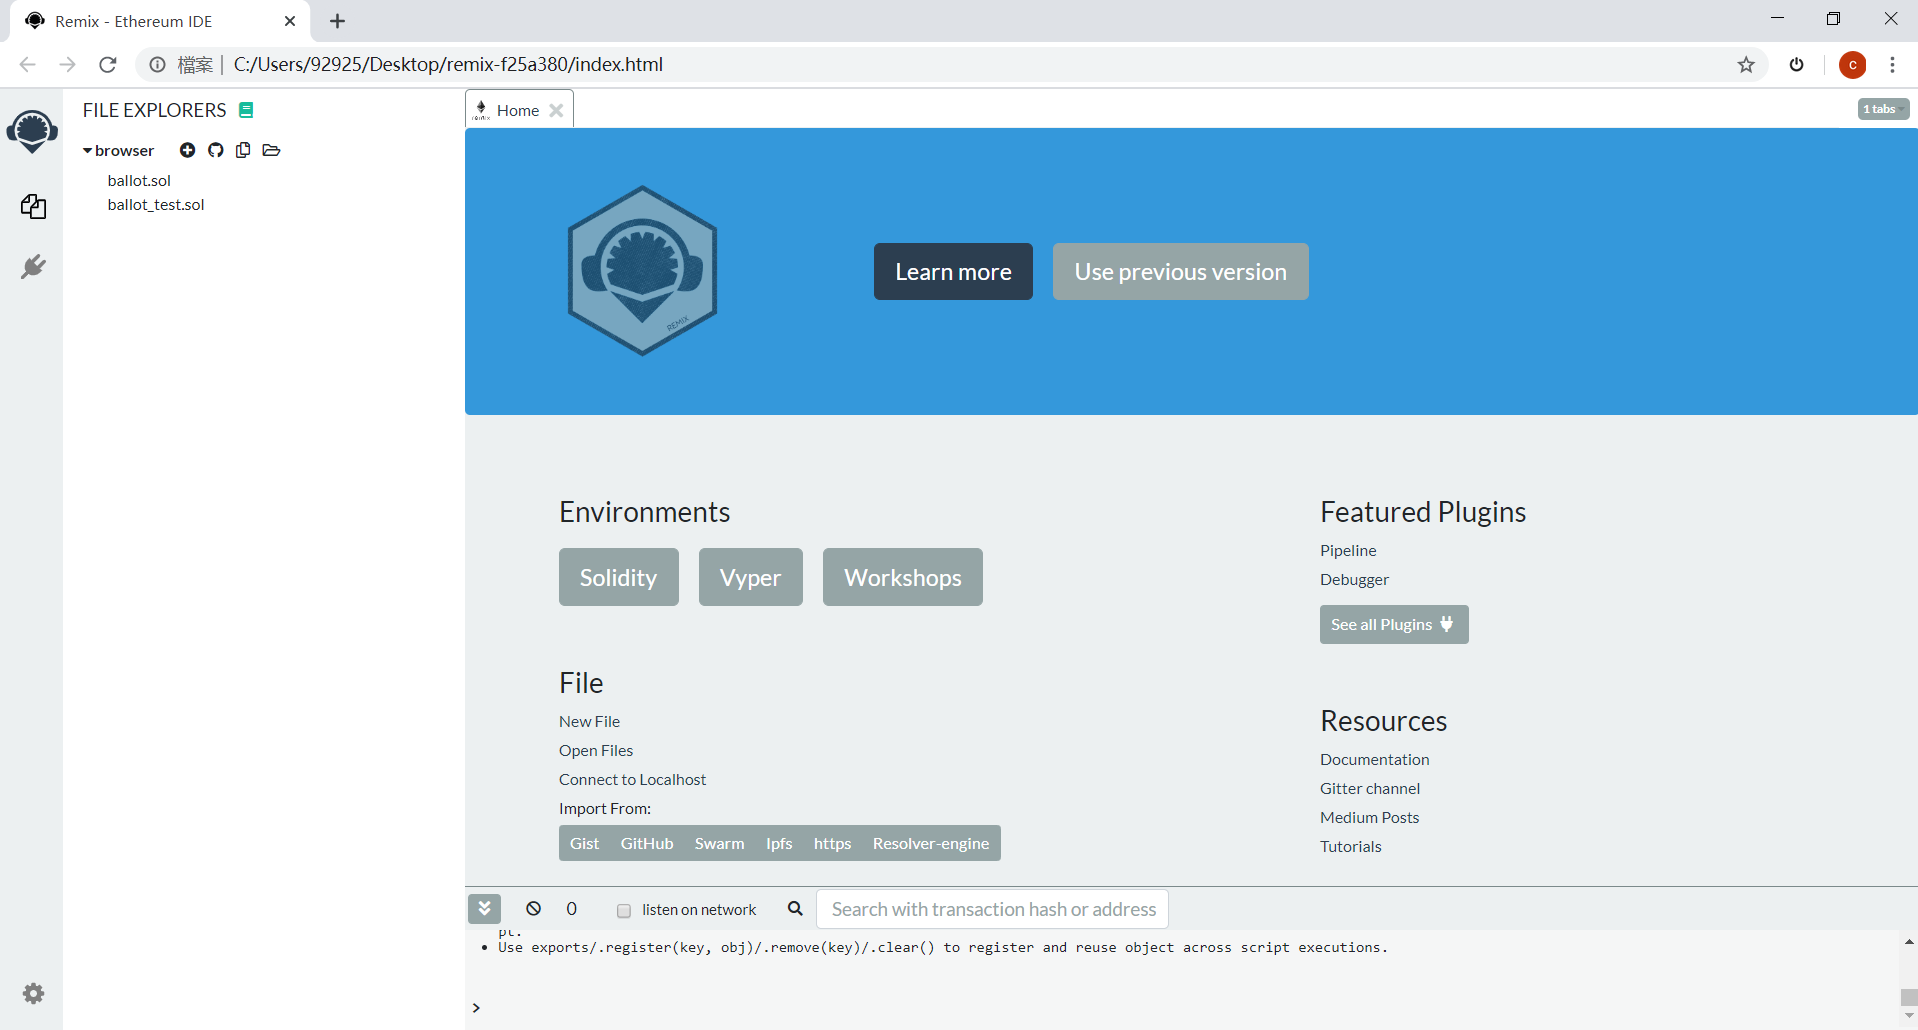 Remix - Ethereum IDE
檔案 | C:/Users/92925/Desktop/remix-f25a380/index.html
c
FILE EXPLORERS
browser
ballot.sol
ballot_test.sol
remix
Home
1 tabs
REMIX
Learn more
Use previous version
Environments
Solidity
Vyper
Workshops
File
New File
Open Files
Connect to Localhost
Import From:
Gist GitHub Swarm Ipfs https Resolver-engine
Featured Plugins
Pipeline
Debugger
See all Plugins
Resources
Documentation
Gitter channel
Medium Posts
Tutorials
0
listen on network
Search with transaction hash or address
pt.
• Use exports/.register(key, obj)/.remove(key)/.clear() to register and reuse object across script executions.
>